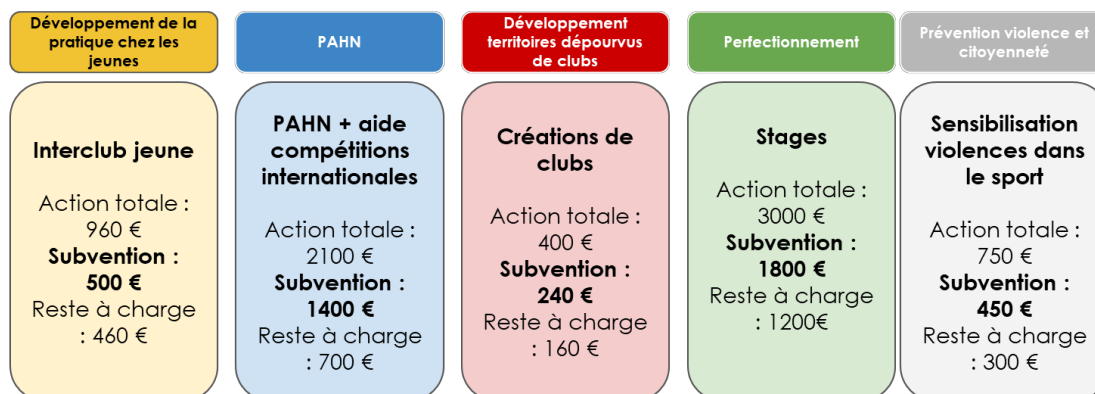 Développement de la
pratique chez les
jeunes
PAHN
Développement
territoires dépourvus
de clubs
Perfectionnement
Prévention violence et
citoyenneté
Interclub jeune
Action totale :
960 €
Subvention :
500 €
Reste à charge
: 460 €
PAHN + aide
compétitions
internationales
Action totale :
2100 €
Subvention :
1400 €
Reste à charge
: 700 €
Créations de
clubs
Action totale :
400 €
Subvention :
240 €
Reste à charge
: 160 €
Stages
Action totale :
3000 €
Subvention :
1800 €
Reste à charge
: 1200€
Sensibilisation
violences dans
le sport
Action totale :
750 €
Subvention :
450 €
Reste à charge
: 300 €